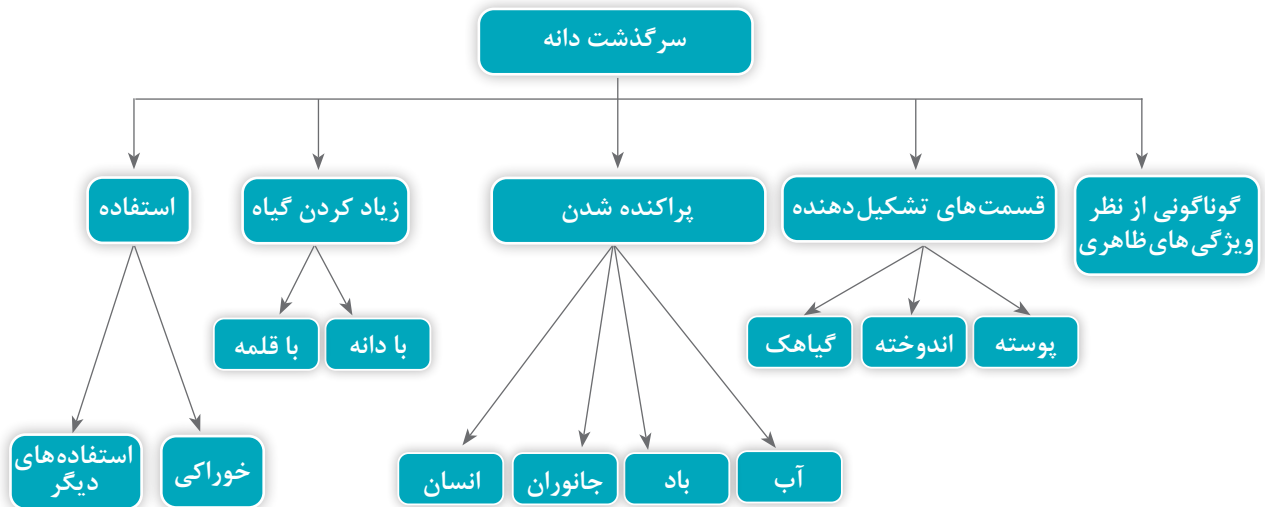 سرگذشت دانه
گوناگونی از نظر
ویژگی‌های‌ظاهری
قسمت‌های تشکیل‌دهنده
پراکنده شدن
زیاد کردن گیاه
استفاده
پوسته
اندوخته
گیاهک
آب
باد
جانوران
انسان
با دانه
با قلمه
خوراکی
استفاده‌های
دیگر